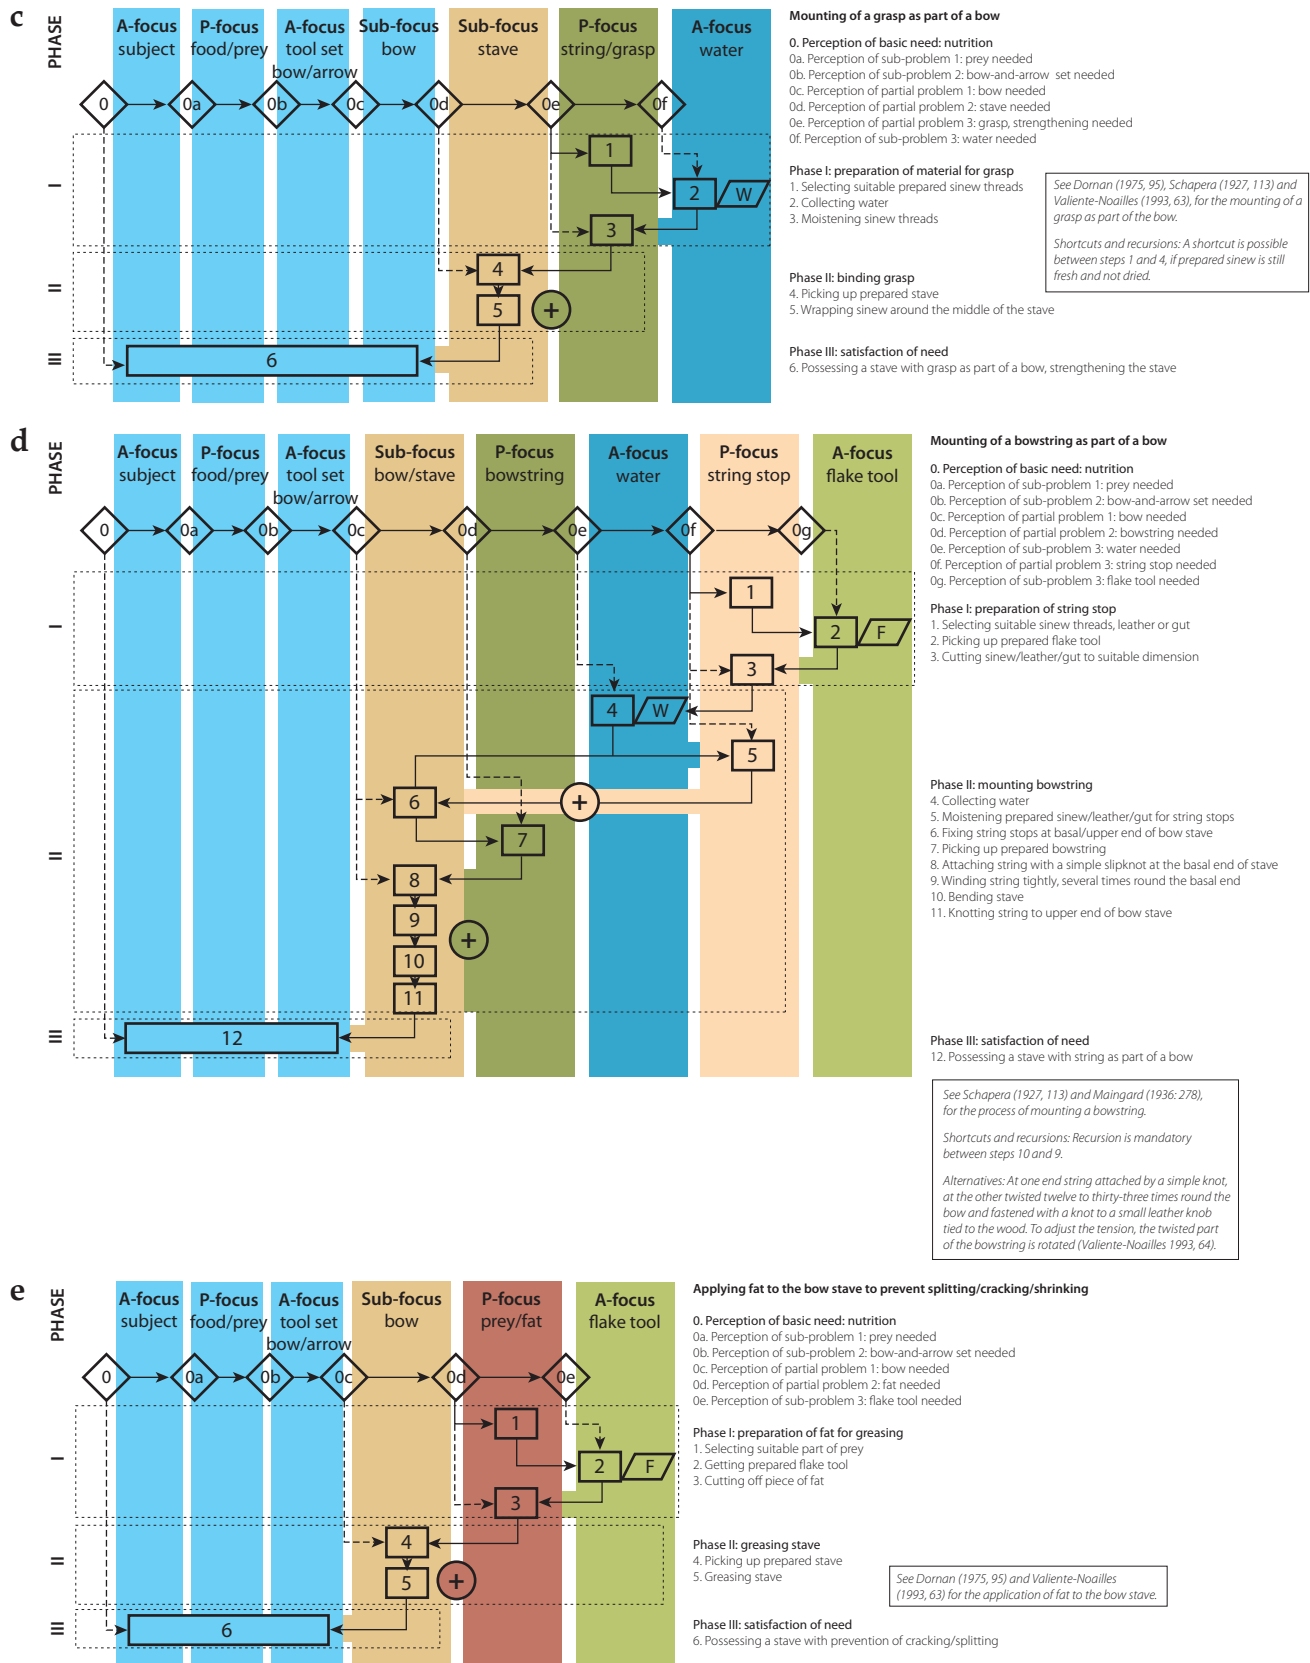 c
PHASE
A-focus
subject
P-focus
food/prey
A-focus
tool set
bow/arrow
Sub-focus
bow
Sub-focus
stave
P-focus
string/grasp
A-focus
water
0
0a
0b
0c
0d
0e
0f
I
1
2
W
3
II
4
5
+
III
6
Mounting of a grasp as part of a bow
0. Perception of basic need: nutrition
0a. Perception of sub-problem 1: prey needed
0b. Perception of sub-problem 2: bow-and-arrow set needed
0c. Perception of partial problem 1: bow needed
0d. Perception of partial problem 2: stave needed
0e. Perception of partial problem 3: grasp, strengthening needed
0f. Perception of sub-problem 3: water needed
Phase I: preparation of material for grasp
1. Selecting suitable prepared sinew threads
2. Collecting water
3. Moistening sinew threads
See Dornan (1975, 95), Schapera (1927, 113) and
Valiente-Noailles (1993, 63), for the mounting of a
grasp as part of the bow.
Shortcuts and recursions: A shortcut is possible
between steps 1 and 4, if prepared sinew is still
fresh and not dried.
Phase II: binding grasp
4. Picking up prepared stave
5. Wrapping sinew around the middle of the stave
Phase III: satisfaction of need
6. Possessing a stave with grasp as part of a bow, strengthening the stave
d
PHASE
A-focus
subject
P-focus
food/prey
A-focus
tool set
bow/arrow
Sub-focus
bow/stave
P-focus
bowstring
A-focus
water
P-focus
string stop
A-focus
flake tool
0
0a
0b
0c
0d
0e
0f
0g
I
1
2
F
3
II
4
W
5
6
+
7
8
9
+
10
11
III
12
Mounting of a bowstring as part of a bow
0. Perception of basic need: nutrition
0a. Perception of sub-problem 1: prey needed
0b. Perception of sub-problem 2: bow-and-arrow set needed
0c. Perception of partial problem 1: bow needed
0d. Perception of partial problem 2: bowstring needed
0e. Perception of sub-problem 3: water needed
0f. Perception of partial problem 3: string stop needed
0g. Perception of sub-problem 3: flake tool needed
Phase I: preparation of string stop
1. Selecting suitable sinew threads, leather or gut
2. Picking up prepared flake tool
3. Cutting sinew/leather/gut to suitable dimension
Phase II: mounting bowstring
4. Collecting water
5. Moistening prepared sinew/leather/gut for string stops
6. Fixing string stops at basal/upper end of bow stave
7. Picking up prepared bowstring
8. Attaching string with a simple slipknot at the basal end of stave
9. Winding string tightly, several times round the basal end
10. Bending stave
11. Knotting string to upper end of bow stave
Phase III: satisfaction of need
12. Possessing a stave with string as part of a bow
See Schapera (1927, 113) and Maingard (1936: 278),
for the process of mounting a bowstring.
Shortcuts and recursions: Recursion is mandatory
between steps 10 and 9.
Alternatives: At one end string attached by a simple knot,
at the other twisted twelve to thirty-three times round the
bow and fastened with a knot to a small leather knob
tied to the wood. To adjust the tension, the twisted part
of the bowstring is rotated (Valiente-Noailles 1993, 64).
e
PHASE
A-focus
subject
P-focus
food/prey
A-focus
tool set
bow/arrow
Sub-focus
bow
P-focus
prey/fat
A-focus
flake tool
0
0a
0b
0c
0d
0e
I
1
2
F
3
II
4
5
+
III
6
Applying fat to the bow stave to prevent splitting/cracking/shrinking
0. Perception of basic need: nutrition
0a. Perception of sub-problem 1: prey needed
0b. Perception of sub-problem 2: bow-and-arrow set needed
0c. Perception of partial problem 1: bow needed
0d. Perception of partial problem 2: fat needed
0e. Perception of sub-problem 3: flake tool needed
Phase I: preparation of fat for greasing
1. Selecting suitable part of prey
2. Getting prepared flake tool
3. Cutting off piece of fat
Phase II: greasing stave
4. Picking up prepared stave
5. Greasing stave
See Dornan (1975, 95) and Valiente-Noailles
(1993, 63) for the application of fat to the bow stave.
Phase III: satisfaction of need
6. Possessing a stave with prevention of cracking/splitting